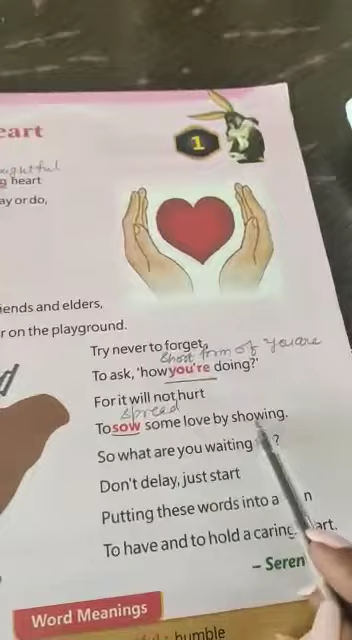 eart
1
ughtful
g heart
ay or do,
iends and elders,
r on the playground.
Try never to forget,
short form of you are
To ask, 'how you're doing?'
For it will not hurt
spread
To sow some love by showing.
So what are you waiting ?
Don't delay, just start
Putting these words into a n
To have and to hold a caring art.
– Seren
Word Meanings
humble